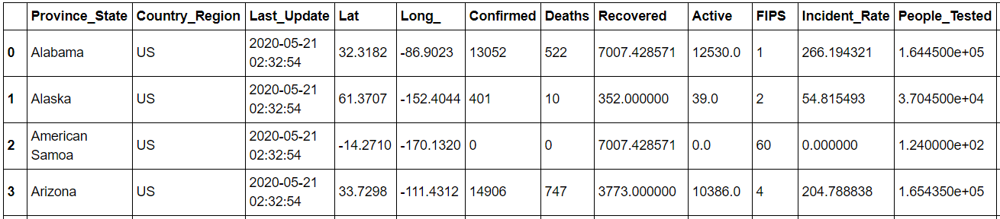 Province_State Country_Region Last_Update Lat Long_ Confirmed Deaths Recovered Active FIPS Incident_Rate People_Tested
0 Alabama US 2020-05-21 02:32:54 32.3182 -86.9023 13052 522 7007.428571 12530.0 1 266.194321 1.644500e+05
1 Alaska US 2020-05-21 02:32:54 61.3707 -152.4044 401 10 352.000000 39.0 2 54.815493 3.704500e+04
2 American Samoa US 2020-05-21 02:32:54 -14.2710 -170.1320 0 0 7007.428571 0.0 60 0.000000 1.240000e+02
3 Arizona US 2020-05-21 02:32:54 33.7298 -111.4312 14906 747 3773.000000 10386.0 4 204.788838 1.654350e+05